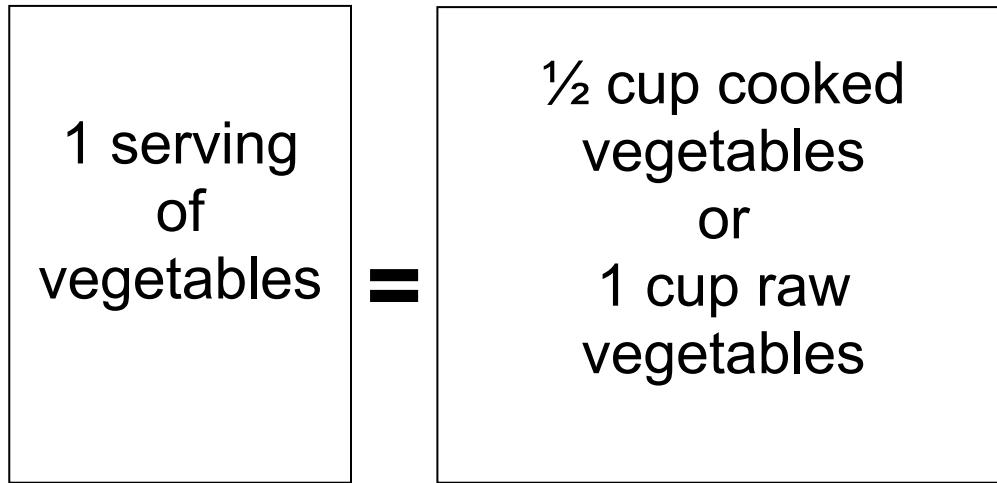 1 serving
of
vegetables
=
½ cup cooked
vegetables
or
1 cup raw
vegetables